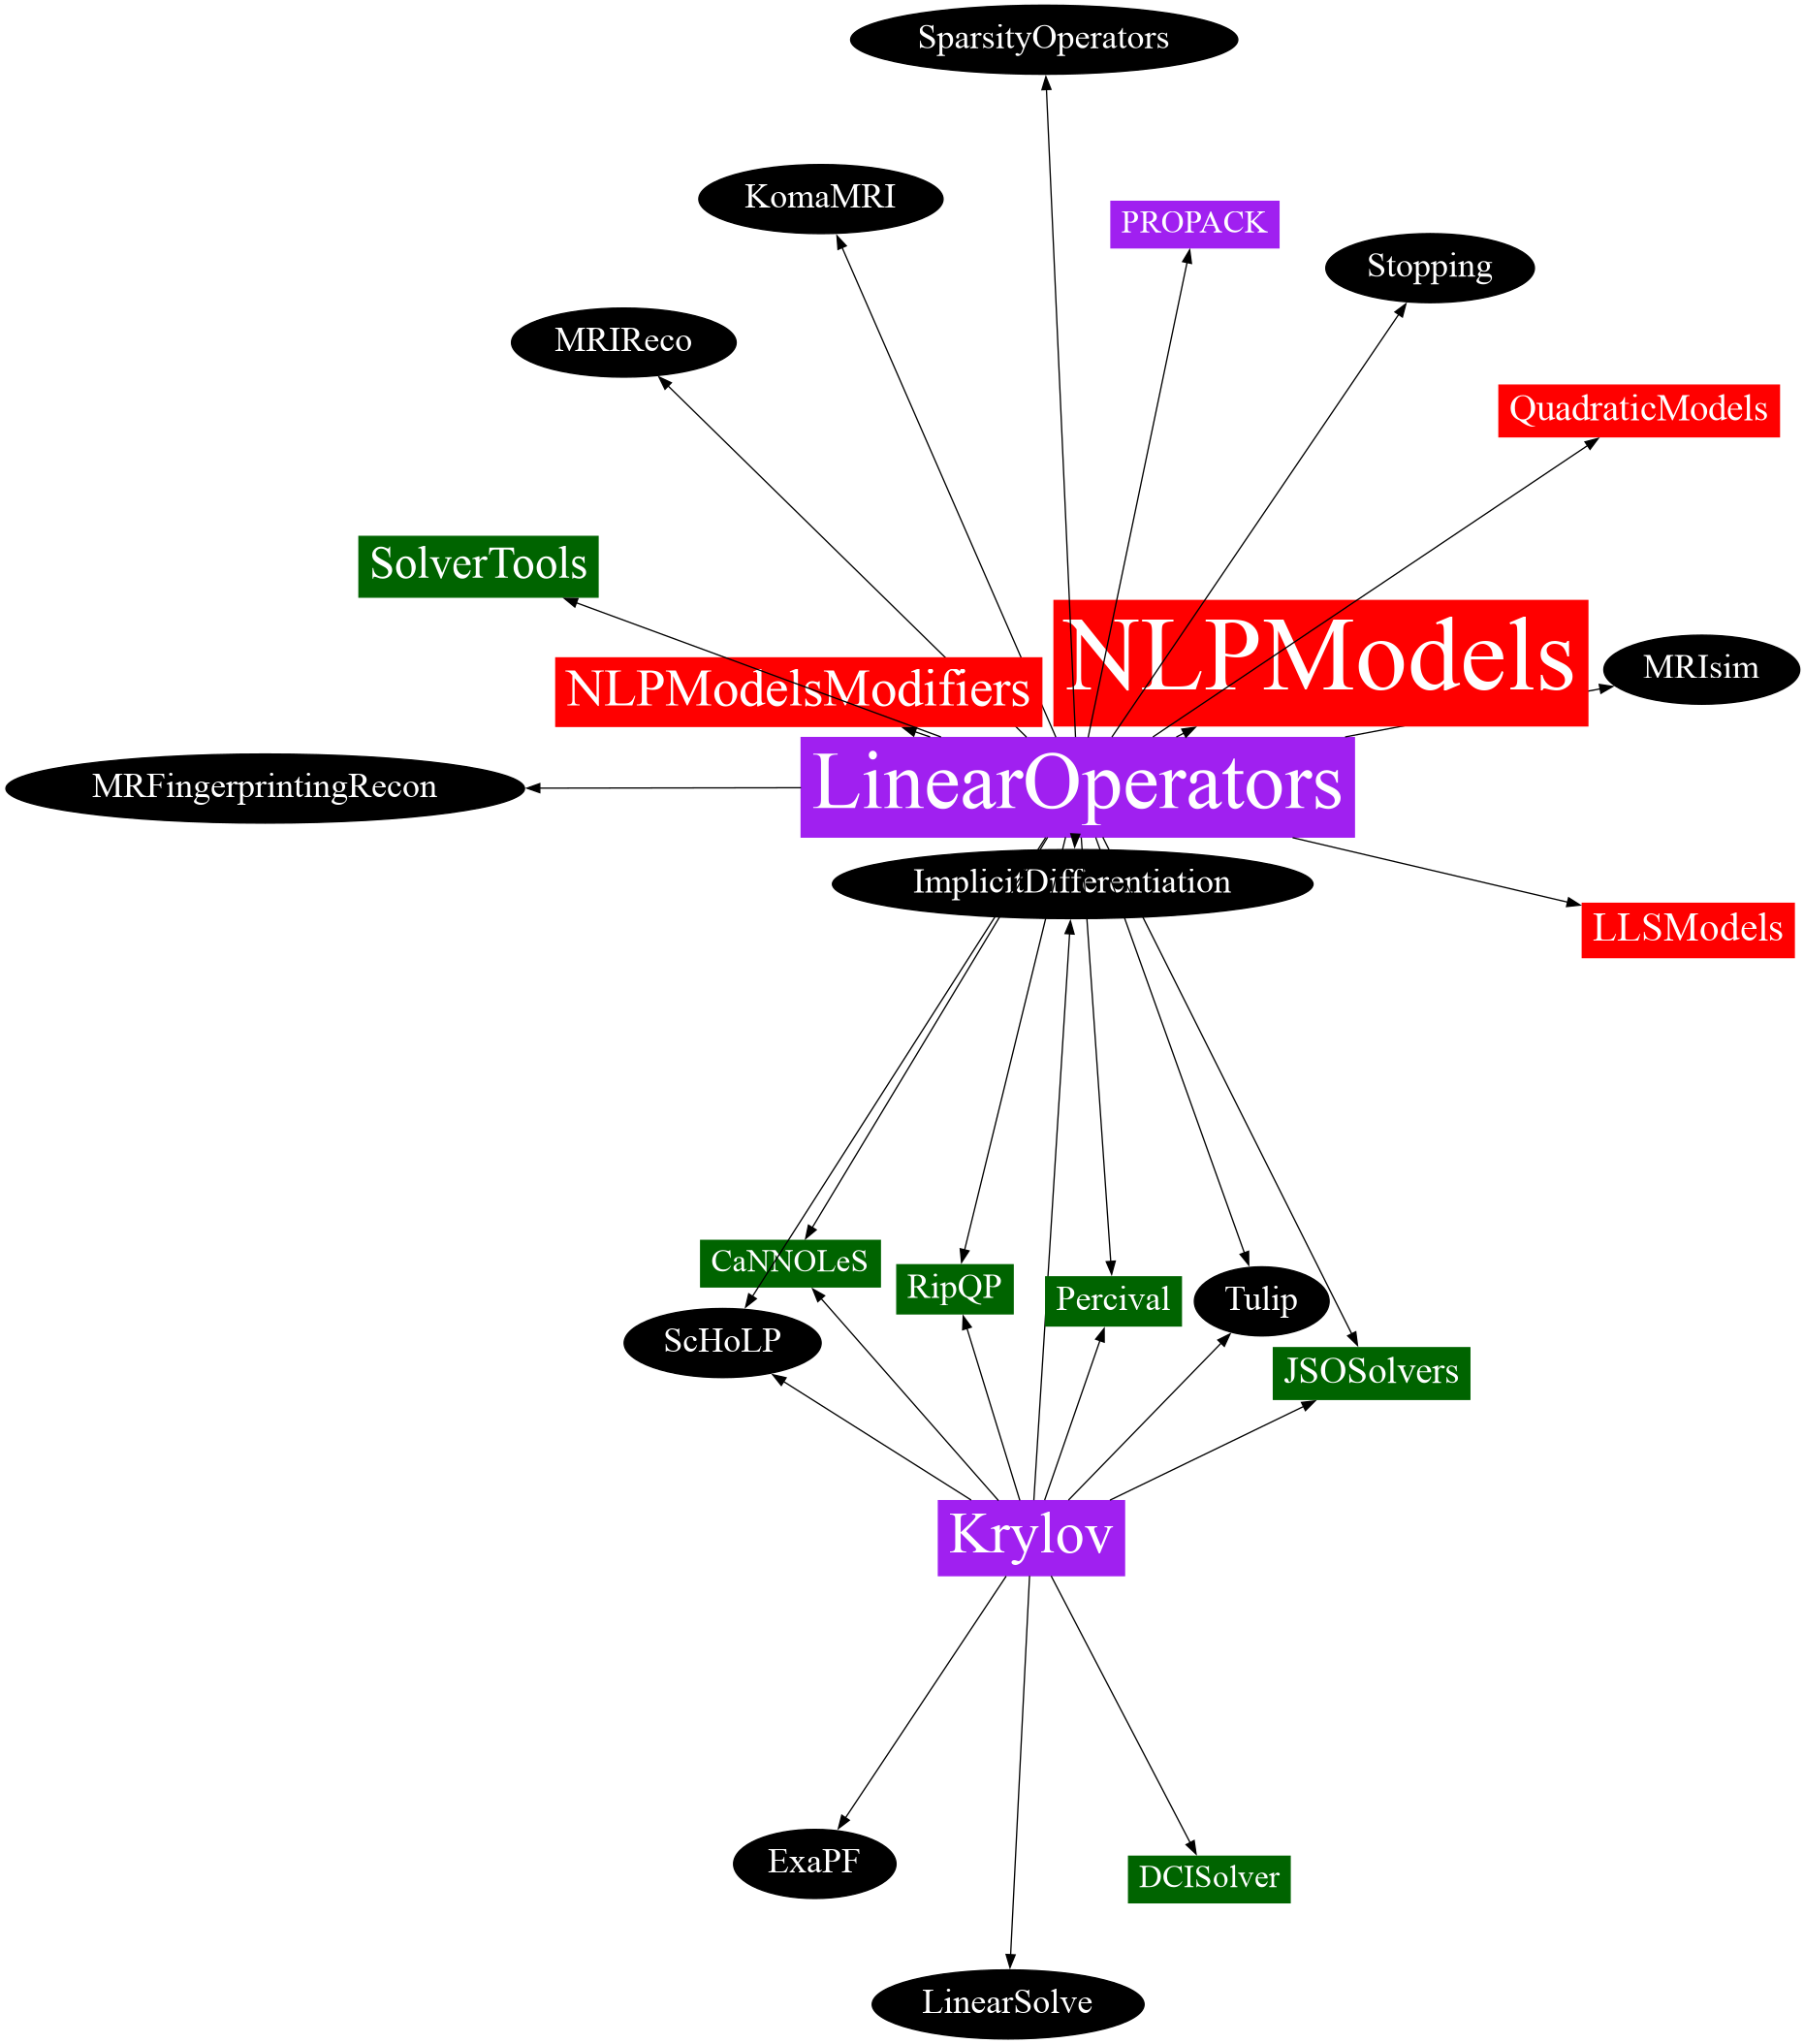 SparsityOperators
KomaMRI
PROPACK
Stopping
MRIReco
QuadraticModels
SolverTools
NLPModels
MRIsim
NLPModelsModifiers
MRFingerprintingRecon
LinearOperators
ImplicitDifferentiation
LLSModels
CaNNOLeS
RipQP
Percival
Tulip
ScHoLP
JSOSolvers
Krylov
ExaPF
DCISolver
LinearSolve